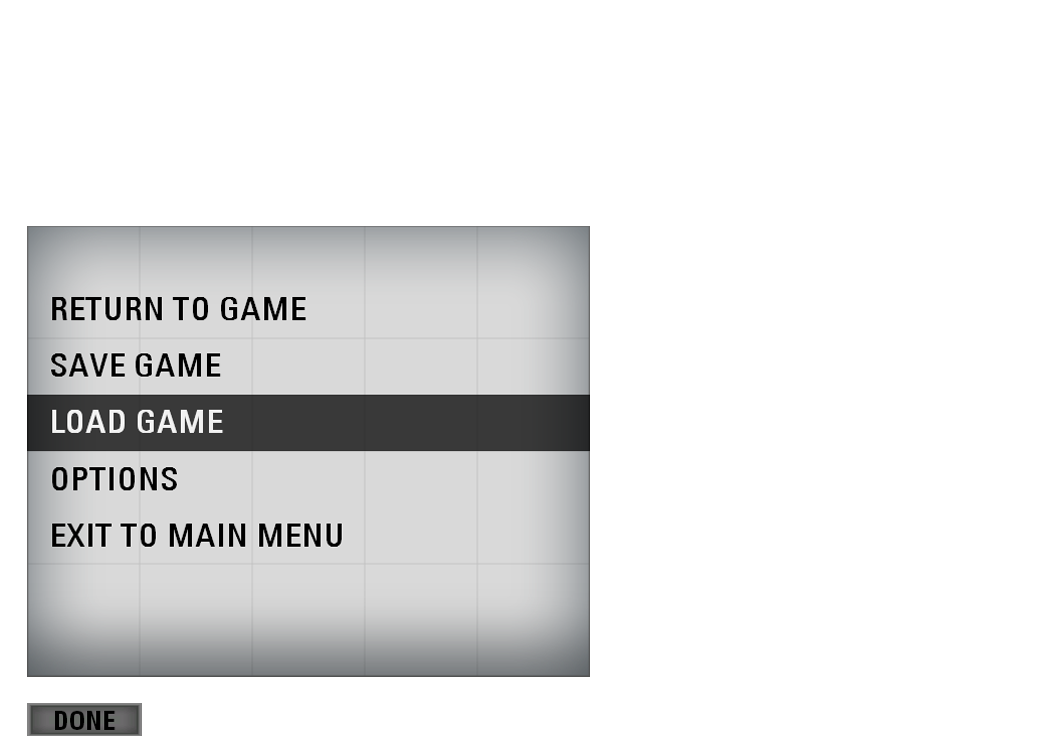 RETURN TO GAME
SAVE GAME
LOAD GAME
OPTIONS
EXIT TO MAIN MENU
DONE